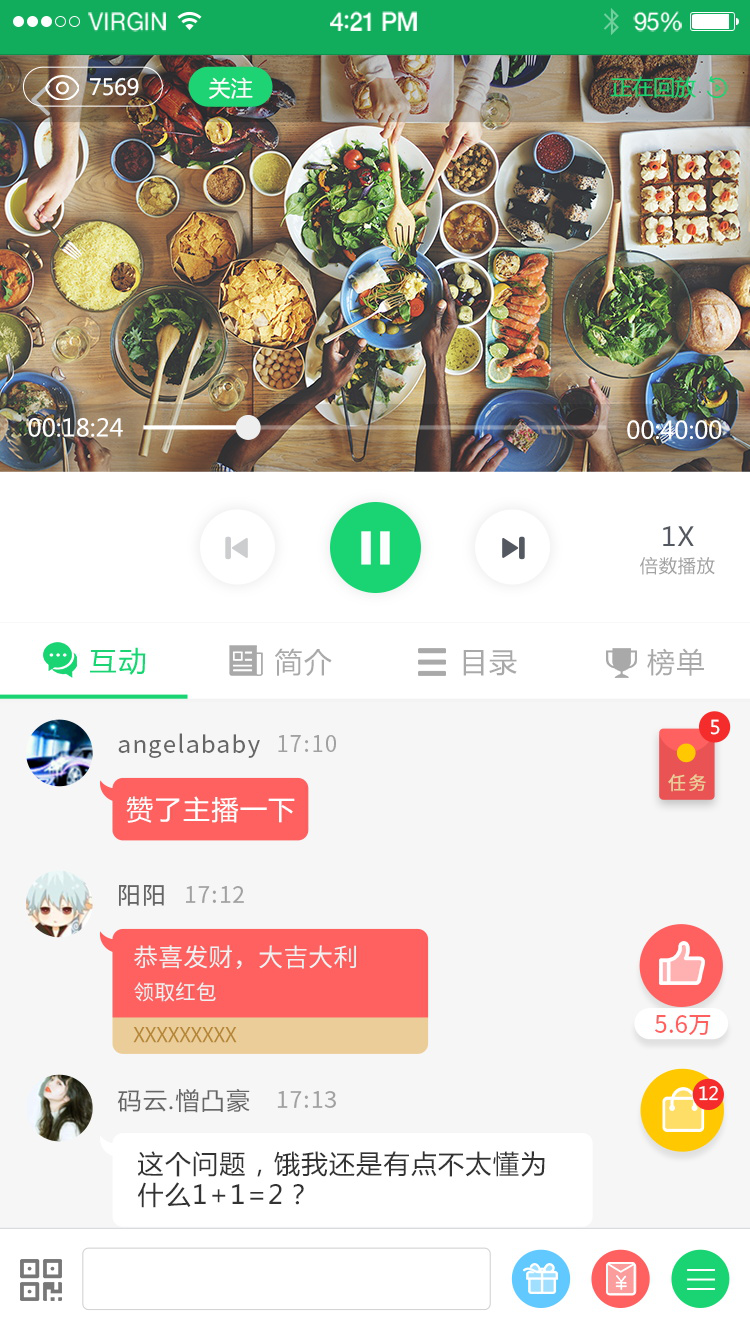 VIRGIN 4:21 PM 95%
7569 关注 正在回放
00:18:24 00:40:00
1X
倍数播放
互动 简介 目录 榜单
angelababy 17:10
5
任务
赞了主播一下
阳阳 17:12
恭喜发财，大吉大利
领取红包
XXXXXXXXX
5.6万
码云.憎凸豪 17:13
12
这个问题，饿我还是有点不太懂为
什么1+1=2？
¥